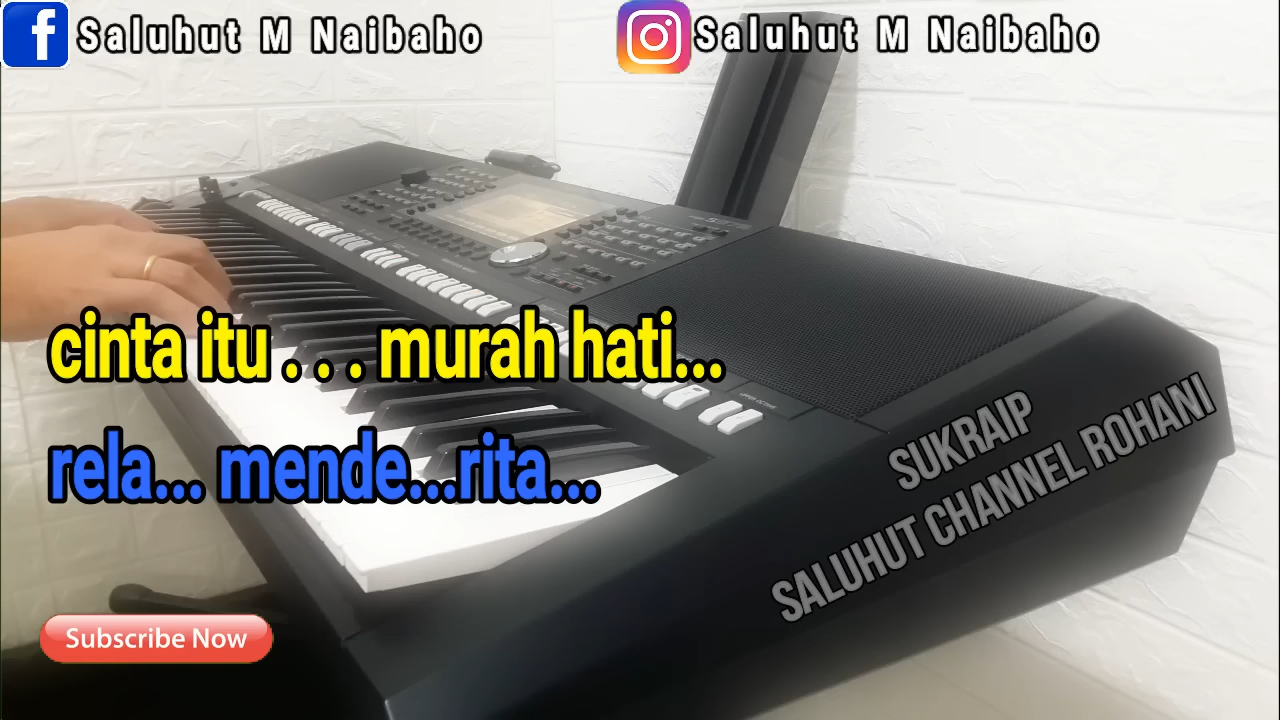 Saluhut M Naibaho
Saluhut M Naibaho
cinta itu . . . murah hati...
rela... mende...rita...
SUKRAIP
SALUHUT CHANNEL ROHANI
Subscribe Now